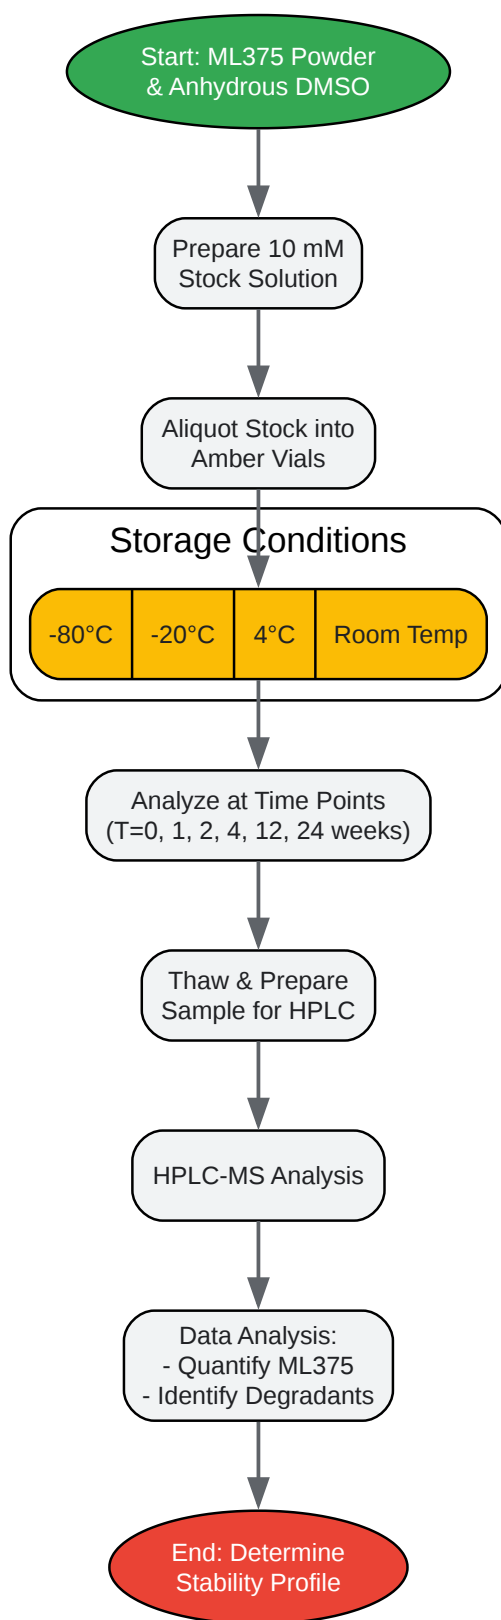 Start: ML375 Powder
& Anhydrous DMSO
Prepare 10 mM
Stock Solution
Aliquot Stock into
Amber Vials
Storage Conditions
-80°C -20°C 4°C Room Temp
Analyze at Time Points
(T=0, 1, 2, 4, 12, 24 weeks)
Thaw & Prepare
Sample for HPLC
HPLC-MS Analysis
Data Analysis:
- Quantify ML375
- Identify Degradants
End: Determine
Stability Profile